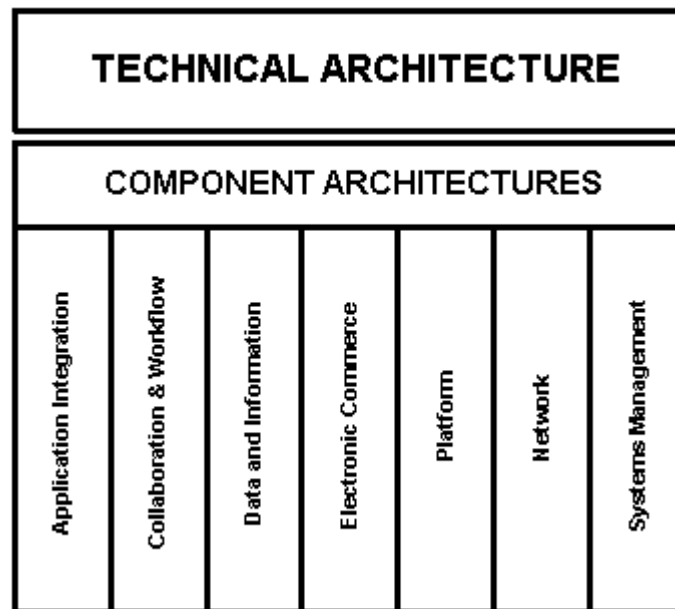 TECHNICAL ARCHITECTURE
COMPONENT ARCHITECTURES
Application Integration
Collaboration & Workflow
Data and Information
Electronic Commerce
Platform
Network
Systems Management